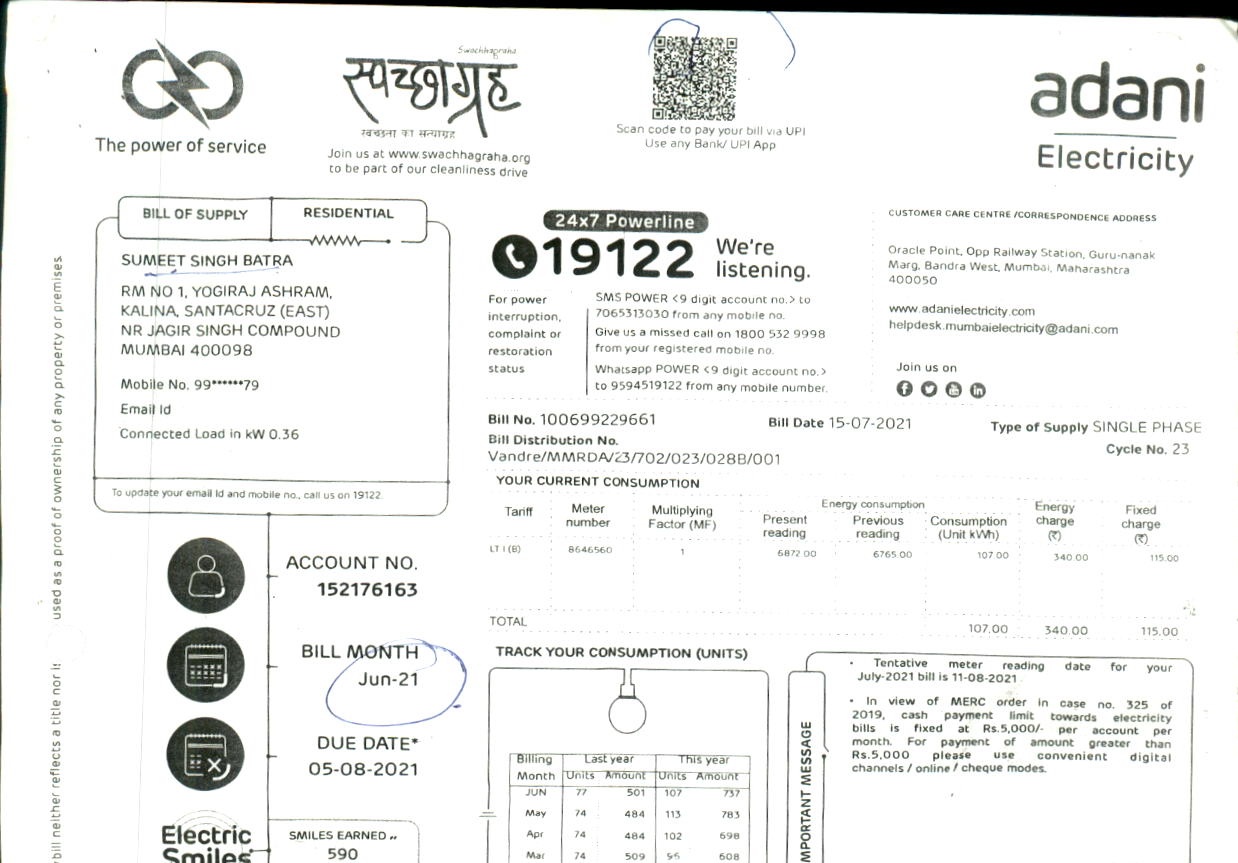 Swachhagraha
स्वच्छाग्रह
स्वच्छता का सत्याग्रह
Join us at www.swachhagraha.org
to be part of our cleanliness drive
The power of service
Scan code to pay your bill via UPI
Use any Bank/ UPI App
adani
Electricity
BILL OF SUPPLY RESIDENTIAL
SUMEET SINGH BATRA
RM NO 1, YOGIRAJ ASHRAM,
KALINA, SANTACRUZ (EAST)
NR JAGIR SINGH COMPOUND
MUMBAI 400098
Mobile No. 99******79
Email Id
Connected Load in kW 0.36
To update your email Id and mobile no., call us on 19122.
24x7 Powerline
19122 We're
listening.
For power
interruption,
complaint or
restoration
status
SMS POWER <9 digit account no.> to
7065313030 from any mobile no.
Give us a missed call on 1800 532 9998
from your registered mobile no.
Whatsapp POWER <9 digit account no.>
to 9594519122 from any mobile number.
CUSTOMER CARE CENTRE /CORRESPONDENCE ADDRESS
Oracle Point, Opp Railway Station, Guru-nanak
Marg, Bandra West, Mumbai, Maharashtra
400050
www.adanielectricity.com
helpdesk.mumbaielectricity@adani.com
Join us on
Bill No. 100699229661 Bill Date 15-07-2021 Type of Supply SINGLE PHASE
Bill Distribution No. Cycle No. 23
Vandre/MMRDA/23/702/023/028B/001
YOUR CURRENT CONSUMPTION
Tariff Meter number Multiplying Factor (MF) Energy consumption Present reading Previous reading Consumption (Unit kWh) Energy charge (₹) Fixed charge (₹)
LT I (B) 8646560 1 6872.00 6765.00 107.00 340.00 115.00
TOTAL 107.00 340.00 115.00
ACCOUNT NO.
152176163
BILL MONTH
Jun-21
DUE DATE*
05-08-2021
Electric
Smiles
SMILES EARNED
590
TRACK YOUR CONSUMPTION (UNITS)
Billing Last year This year
Month Units Amount Units Amount
JUN 77 501 107 737
May 74 484 113 783
Apr 74 484 102 698
Mar 74 509 96 608
IMPORTANT MESSAGE
• Tentative meter reading date for your
July-2021 bill is 11-08-2021
• In view of MERC order in case no. 325 of
2019, cash payment limit towards electricity
bills is fixed at Rs.5,000/- per account per
month. For payment of amount greater than
Rs.5,000 please use convenient digital
channels / online / cheque modes.
bill neither reflects a title nor i
used as a proof of ownership of any property or premises